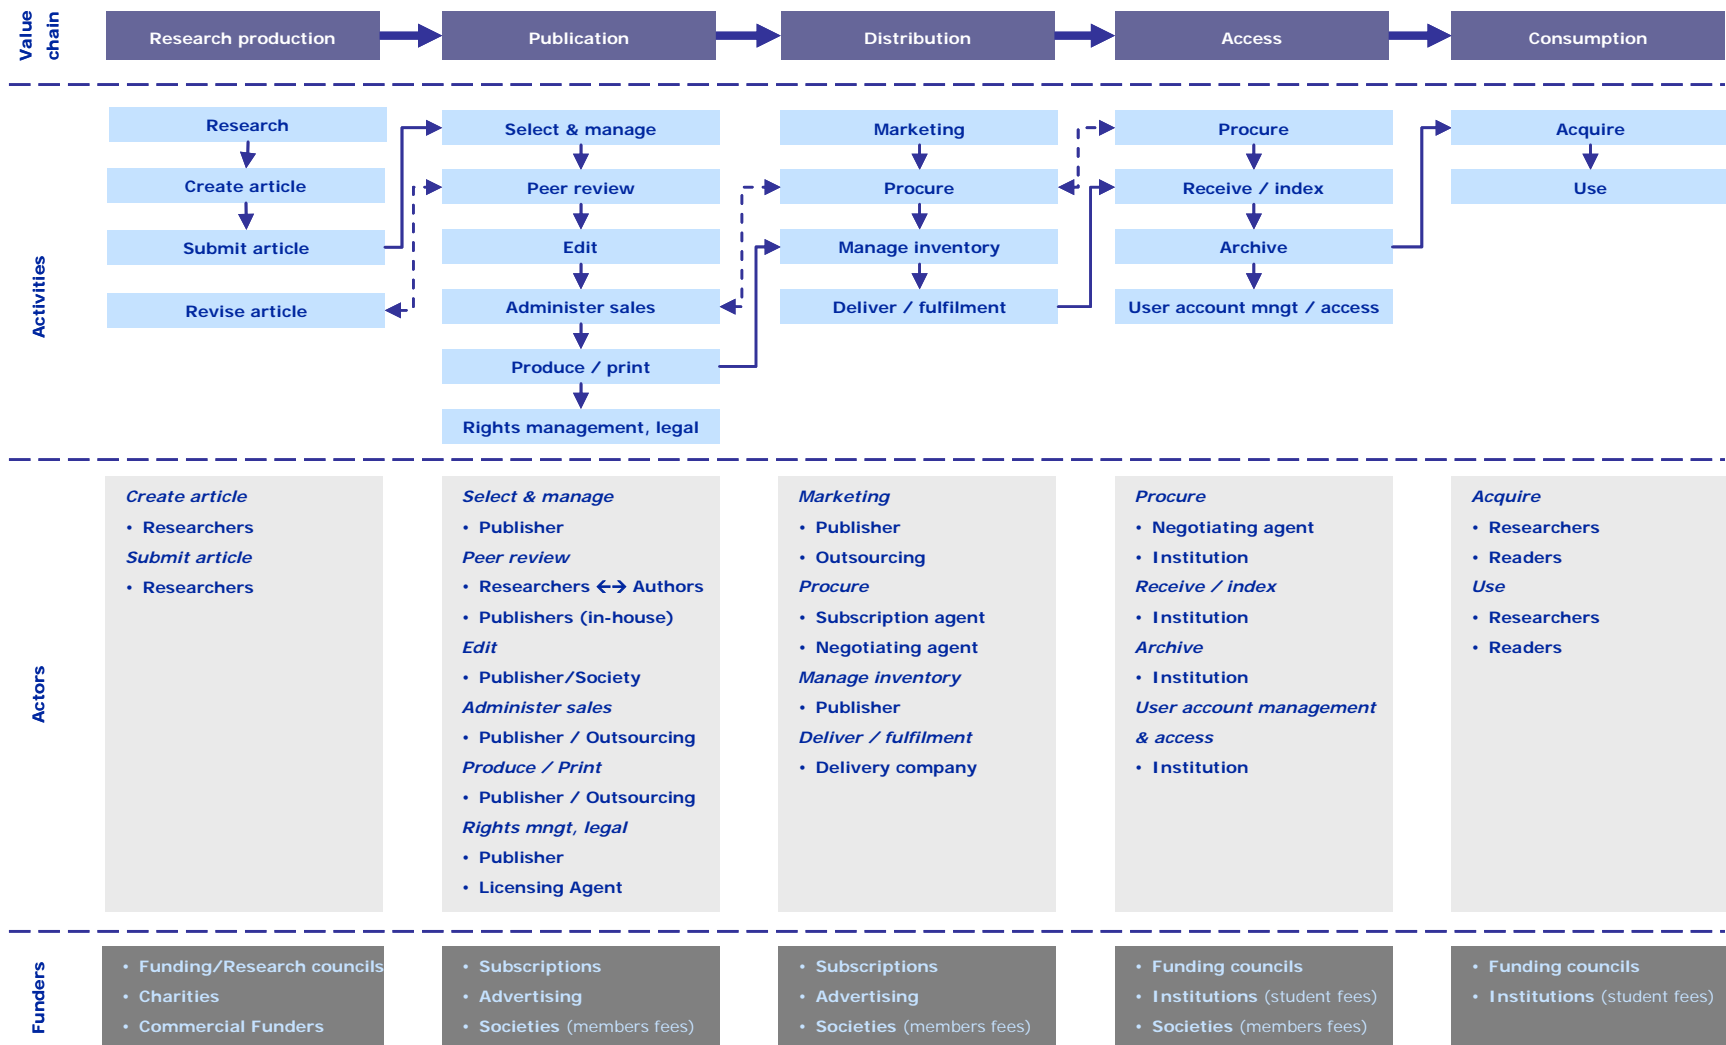 Value
chain
Research production
Publication
Distribution
Access
Consumption
Activities
Research
Create article
Submit article
Revise article
Select & manage
Peer review
Edit
Administer sales
Produce / print
Rights management, legal
Marketing
Procure
Manage inventory
Deliver / fulfilment
Procure
Receive / index
Archive
User account mngt / access
Acquire
Use
Actors
Create article
• Researchers
Submit article
• Researchers
Select & manage
• Publisher
Peer review
• Researchers ←→ Authors
• Publishers (in-house)
Edit
• Publisher/Society
Administer sales
• Publisher / Outsourcing
Produce / Print
• Publisher / Outsourcing
Rights mngt, legal
• Publisher
• Licensing Agent
Marketing
• Publisher
• Outsourcing
Procure
• Subscription agent
• Negotiating agent
Manage inventory
• Publisher
Deliver / fulfilment
• Delivery company
Procure
• Negotiating agent
• Institution
Receive / index
• Institution
Archive
• Institution
User account management
& access
• Institution
Acquire
• Researchers
• Readers
Use
• Researchers
• Readers
Funders
• Funding/Research councils
• Charities
• Commercial Funders
• Subscriptions
• Advertising
• Societies (members fees)
• Subscriptions
• Advertising
• Societies (members fees)
• Funding councils
• Institutions (student fees)
• Societies (members fees)
• Funding councils
• Institutions (student fees)